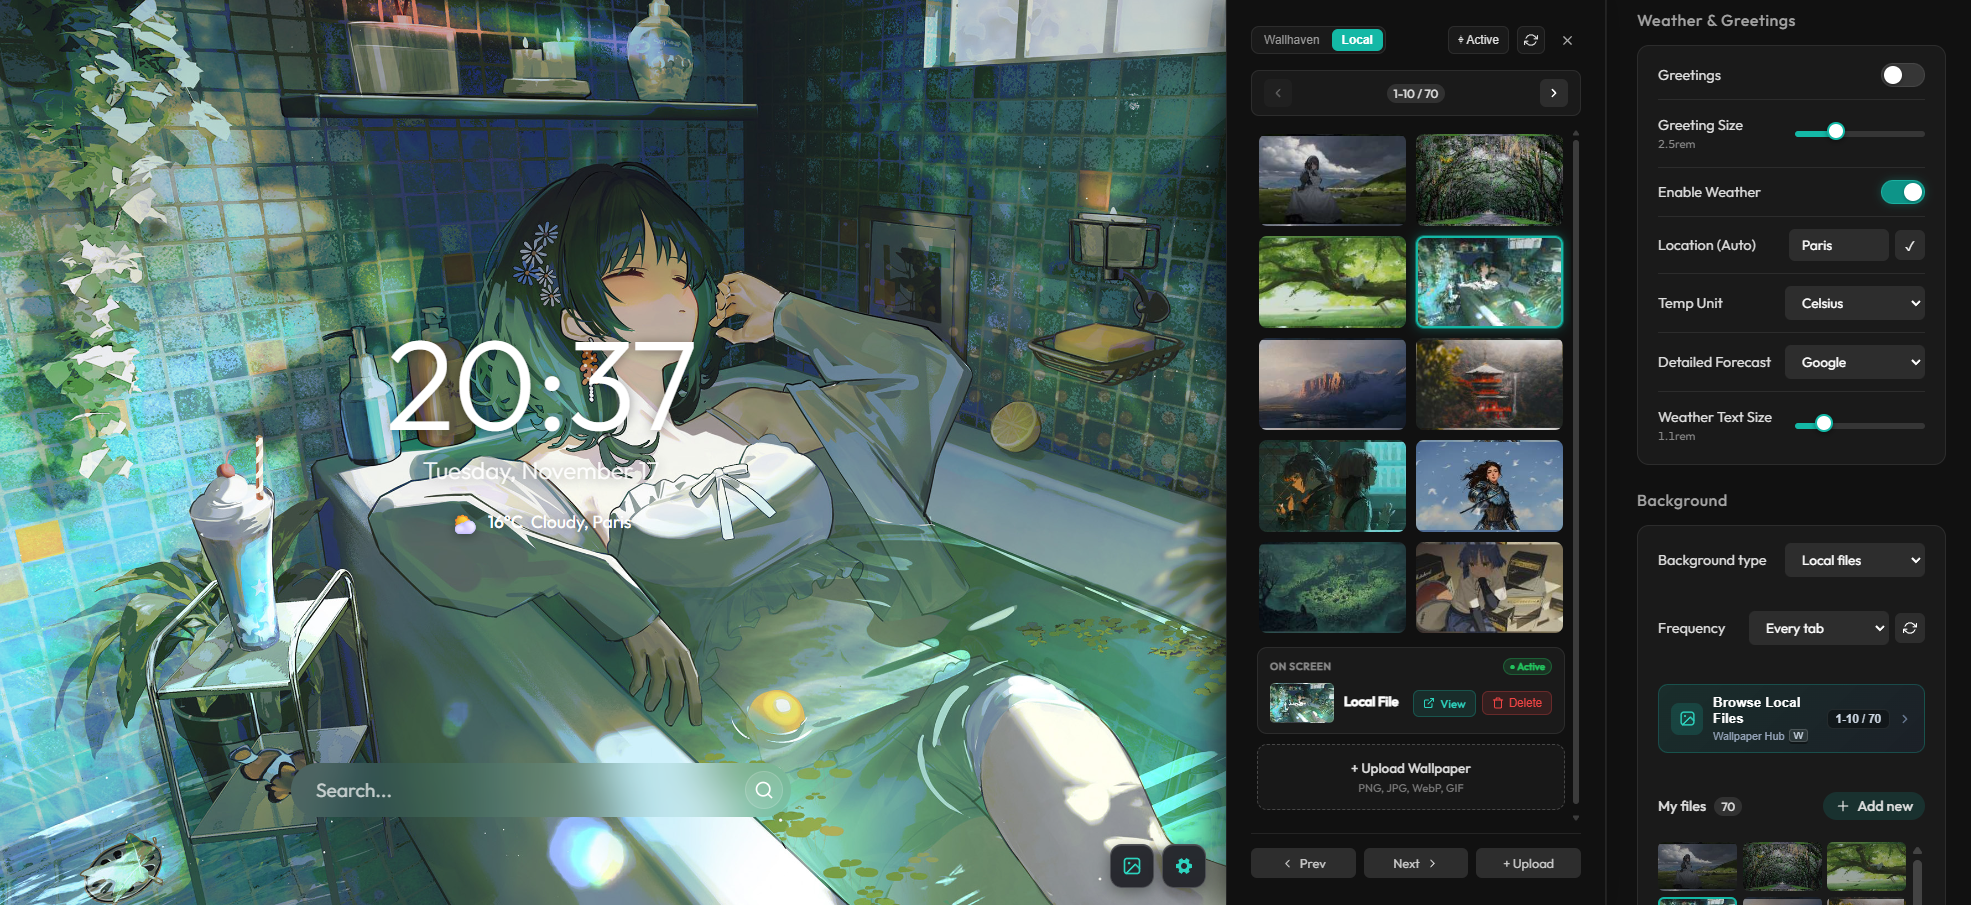 20:37
Tuesday, November 17
16°C Cloudy, Paris
Search...
Wallhaven
Local
Active
1-10 / 70
ON SCREEN
• Active
Local File
View
Delete
+ Upload Wallpaper
PNG, JPG, WebP, GIF
Prev
Next
+ Upload
Weather & Greetings
Greetings
Greeting Size
2.5rem
Enable Weather
Location (Auto)
Paris
✓
Temp Unit
Celsius
Detailed Forecast
Google
Weather Text Size
1.1rem
Background
Background type
Local files
Frequency
Every tab
Browse Local
Files
1-10 / 70
Wallpaper Hub W
My files 70
+ Add new